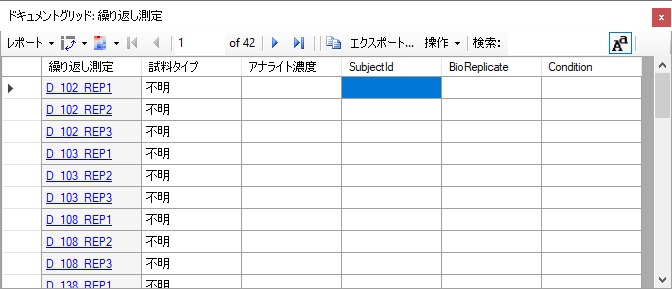 ドキュメントグリッド: 繰り返し測定
レポート 1 of 42 エクスポート... 操作 検索: Aa
繰り返し測定 試料タイプ アナライト濃度 SubjectId BioReplicate Condition
D_102_REP1 不明
D_102_REP2 不明
D_102_REP3 不明
D_103_REP1 不明
D_103_REP2 不明
D_103_REP3 不明
D_108_REP1 不明
D_108_REP2 不明
D_108_REP3 不明
D_138_REP1 不明